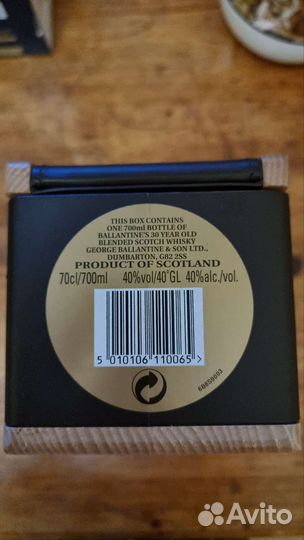 THIS BOX CONTAINS
ONE 700ml BOTTLE OF
BALLANTINE'S 30 YEAR OLD
BLENDED SCOTCH WHISKY
GEORGE BALLANTINE & SON LTD.,
DUMBARTON, G82 2SS
PRODUCT OF SCOTLAND
70cl/700ml 40%vol/40°GL 40%alc./vol.
5 010106 110065 >
6B859003
Avito